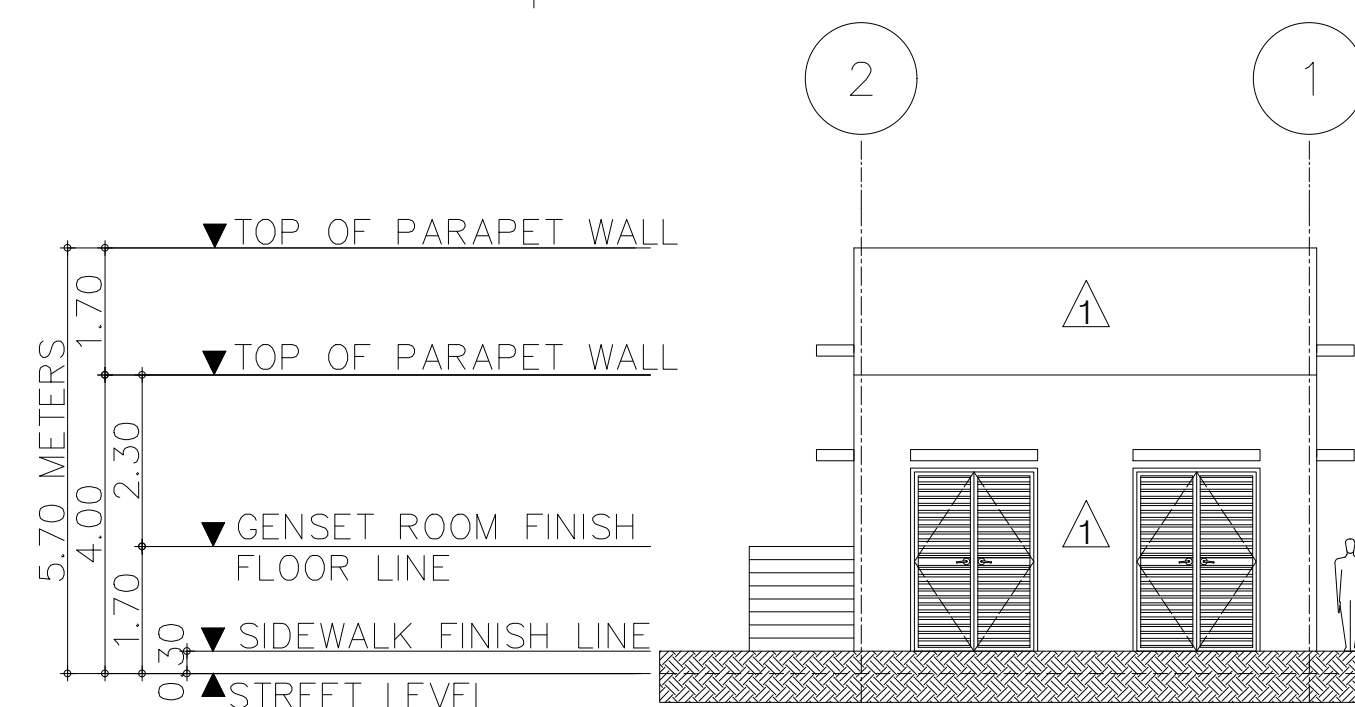 2
1
TOP OF PARAPET WALL
1.70
1
TOP OF PARAPET WALL
5.70 METERS
4.00
2.30
GENSET ROOM FINISH
FLOOR LINE
1
1.70
0.30
SIDEWALK FINISH LINE
STREET LEVEL